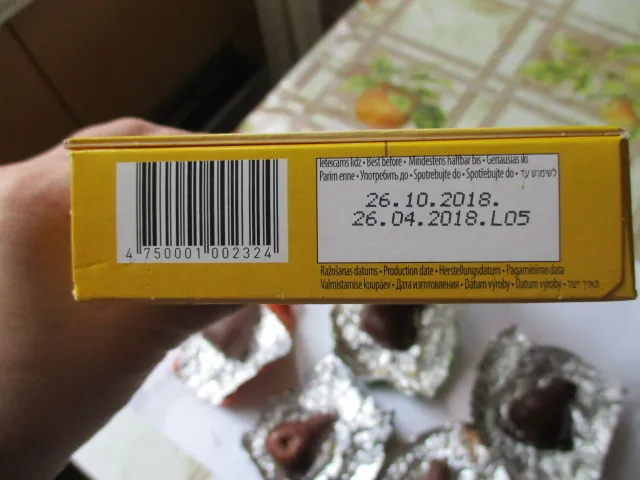 4 750001 002324
Ieteicams līdz • Best before • Mindestens haltbar bis • Geriausias iki
Parim enne • Употребить до • Spotrebujte do • Spotřebujte do • לשימוש עד
26.10.2018.
26.04.2018.L05
Ražošanas datums • Production date • Herstellungsdatum • Pagaminimo data
Valmistamise kuupäev • Дата изготовления • Dátum výroby • Datum výroby • תאריך ייצור